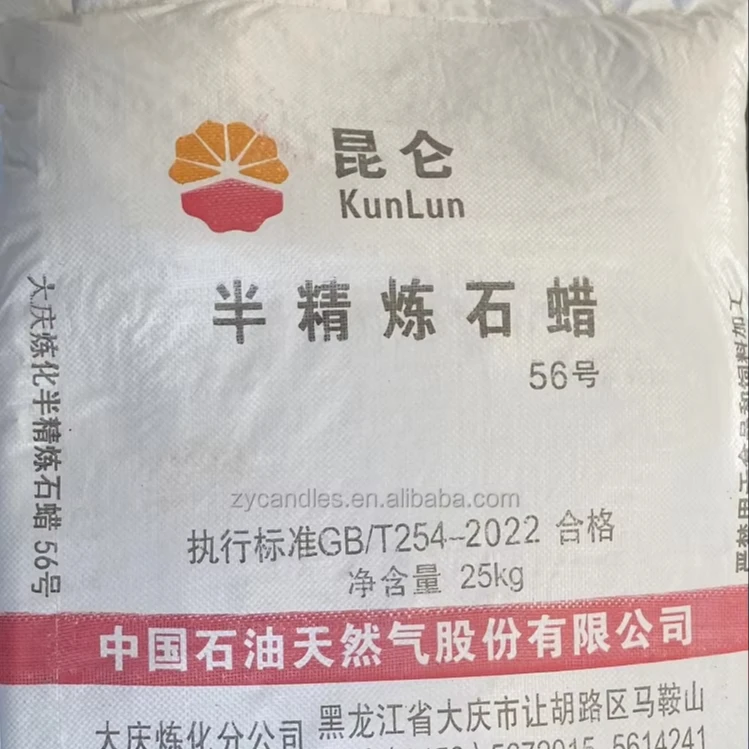 昆仑
KunLun
半精炼石蜡
56号
大庆炼化半精炼石蜡 56号
zycandles.en.alibaba.com
执行标准GB/T254-2022 合格
净含量 25kg
中国石油天然气股份有限公司
大庆炼化分公司
黑龙江省大庆市让胡路区马鞍山
5614241